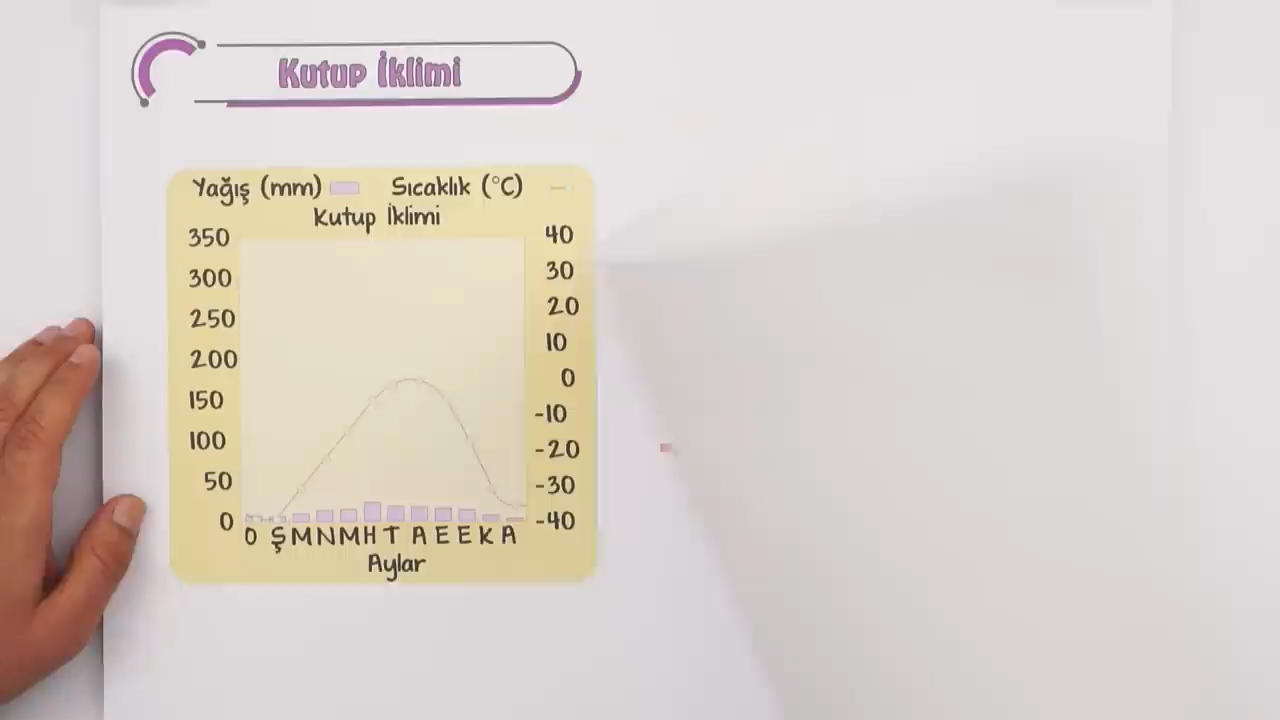 Kutup İklimi
Yağış (mm) Sıcaklık (°C)
Kutup İklimi
350 40
300 30
250 20
200 10
150 0
100 -10
50 -20
0 -30
-40
O Ş M N M H T A E E K A
Aylar